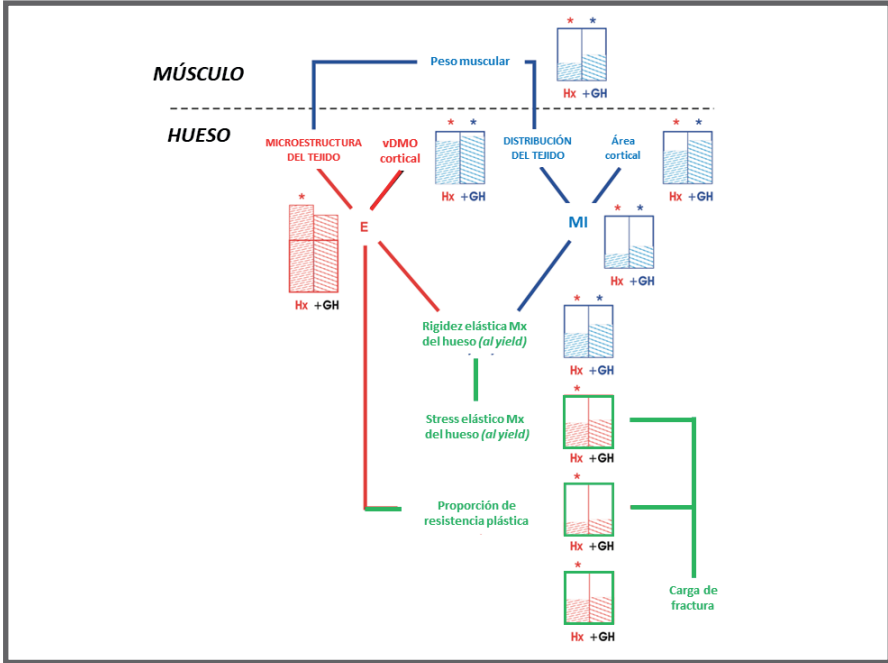 * *
Peso muscular
MÚSCULO
Hx +GH
HUESO
* *
* *
MICROESTRUCTURA
DEL TEJIDO
vDMO
cortical
DISTRIBUCIÓN
DEL TEJIDO
Área
cortical
Hx +GH
Hx +GH
*
E
* *
MI
Hx +GH
Hx +GH
* *
Rigidez elástica Mx
del hueso (al yield)
Hx +GH
*
Stress elástico Mx
del hueso (al yield)
Hx +GH
*
Proporción de
resistencia plástica
Hx +GH
*
Carga de
fractura
Hx +GH